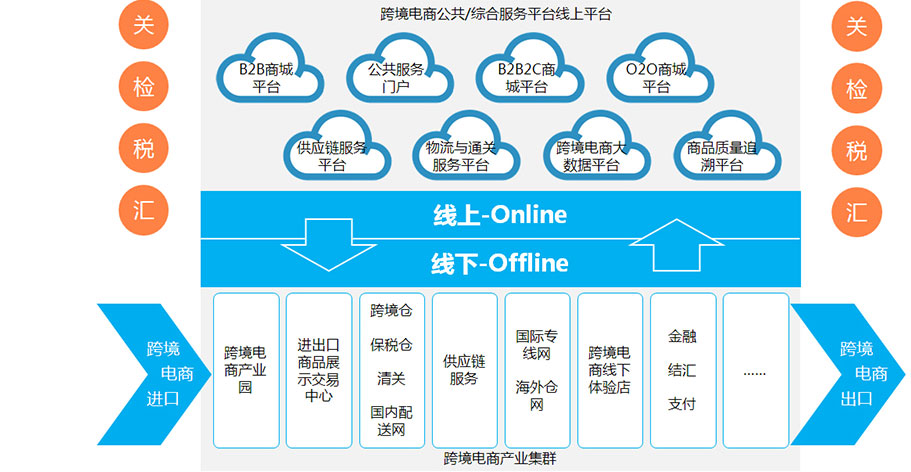 跨境电商公共/综合服务平台线上平台
关
检
税
汇
B2B商城
平台
公共服务
门户
B2B2C商
城平台
O2O商城
平台
供应链服务
平台
物流与通关
服务平台
跨境电商大
数据平台
商品质量追
溯平台
关
检
税
汇
线上-Online
线下-Offline
跨境
电商
进口
跨境电
商产业
园
进出口
商品展
示交易
中心
跨境仓
保税仓
清关
国内配
送网
供应链
服务
国际专
线网
海外仓
网
跨境电
商线下
体验店
金融
结汇
支付
......
跨境
电商
出口
跨境电商产业集群